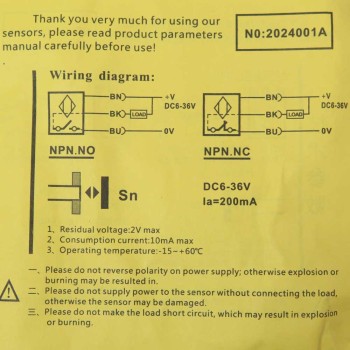 Thank you very much for using our
sensors, please read product parameters
manual carefully before use!
N0:2024001A
Wiring diagram:
BN +V
DC6-36V
BK LOAD
BU 0V
NPN.NO
BN +V
DC6-36V
BK LOAD
BU 0V
NPN.NC
Sn
DC6-36V
Ia=200mA
1、Residual voltage:2V max
2、Consumption current:10mA max
3、Operating temperature:-15~+60℃
一、Please do not reverse polarity on power supply; otherwise explosion or
burning may be resulted in.
二、Please do not supply power to the sensor without connecting the load,
otherwise the sensor may be damaged.
三、Please do not make the load short circuit, which may result in explosion
or burning.